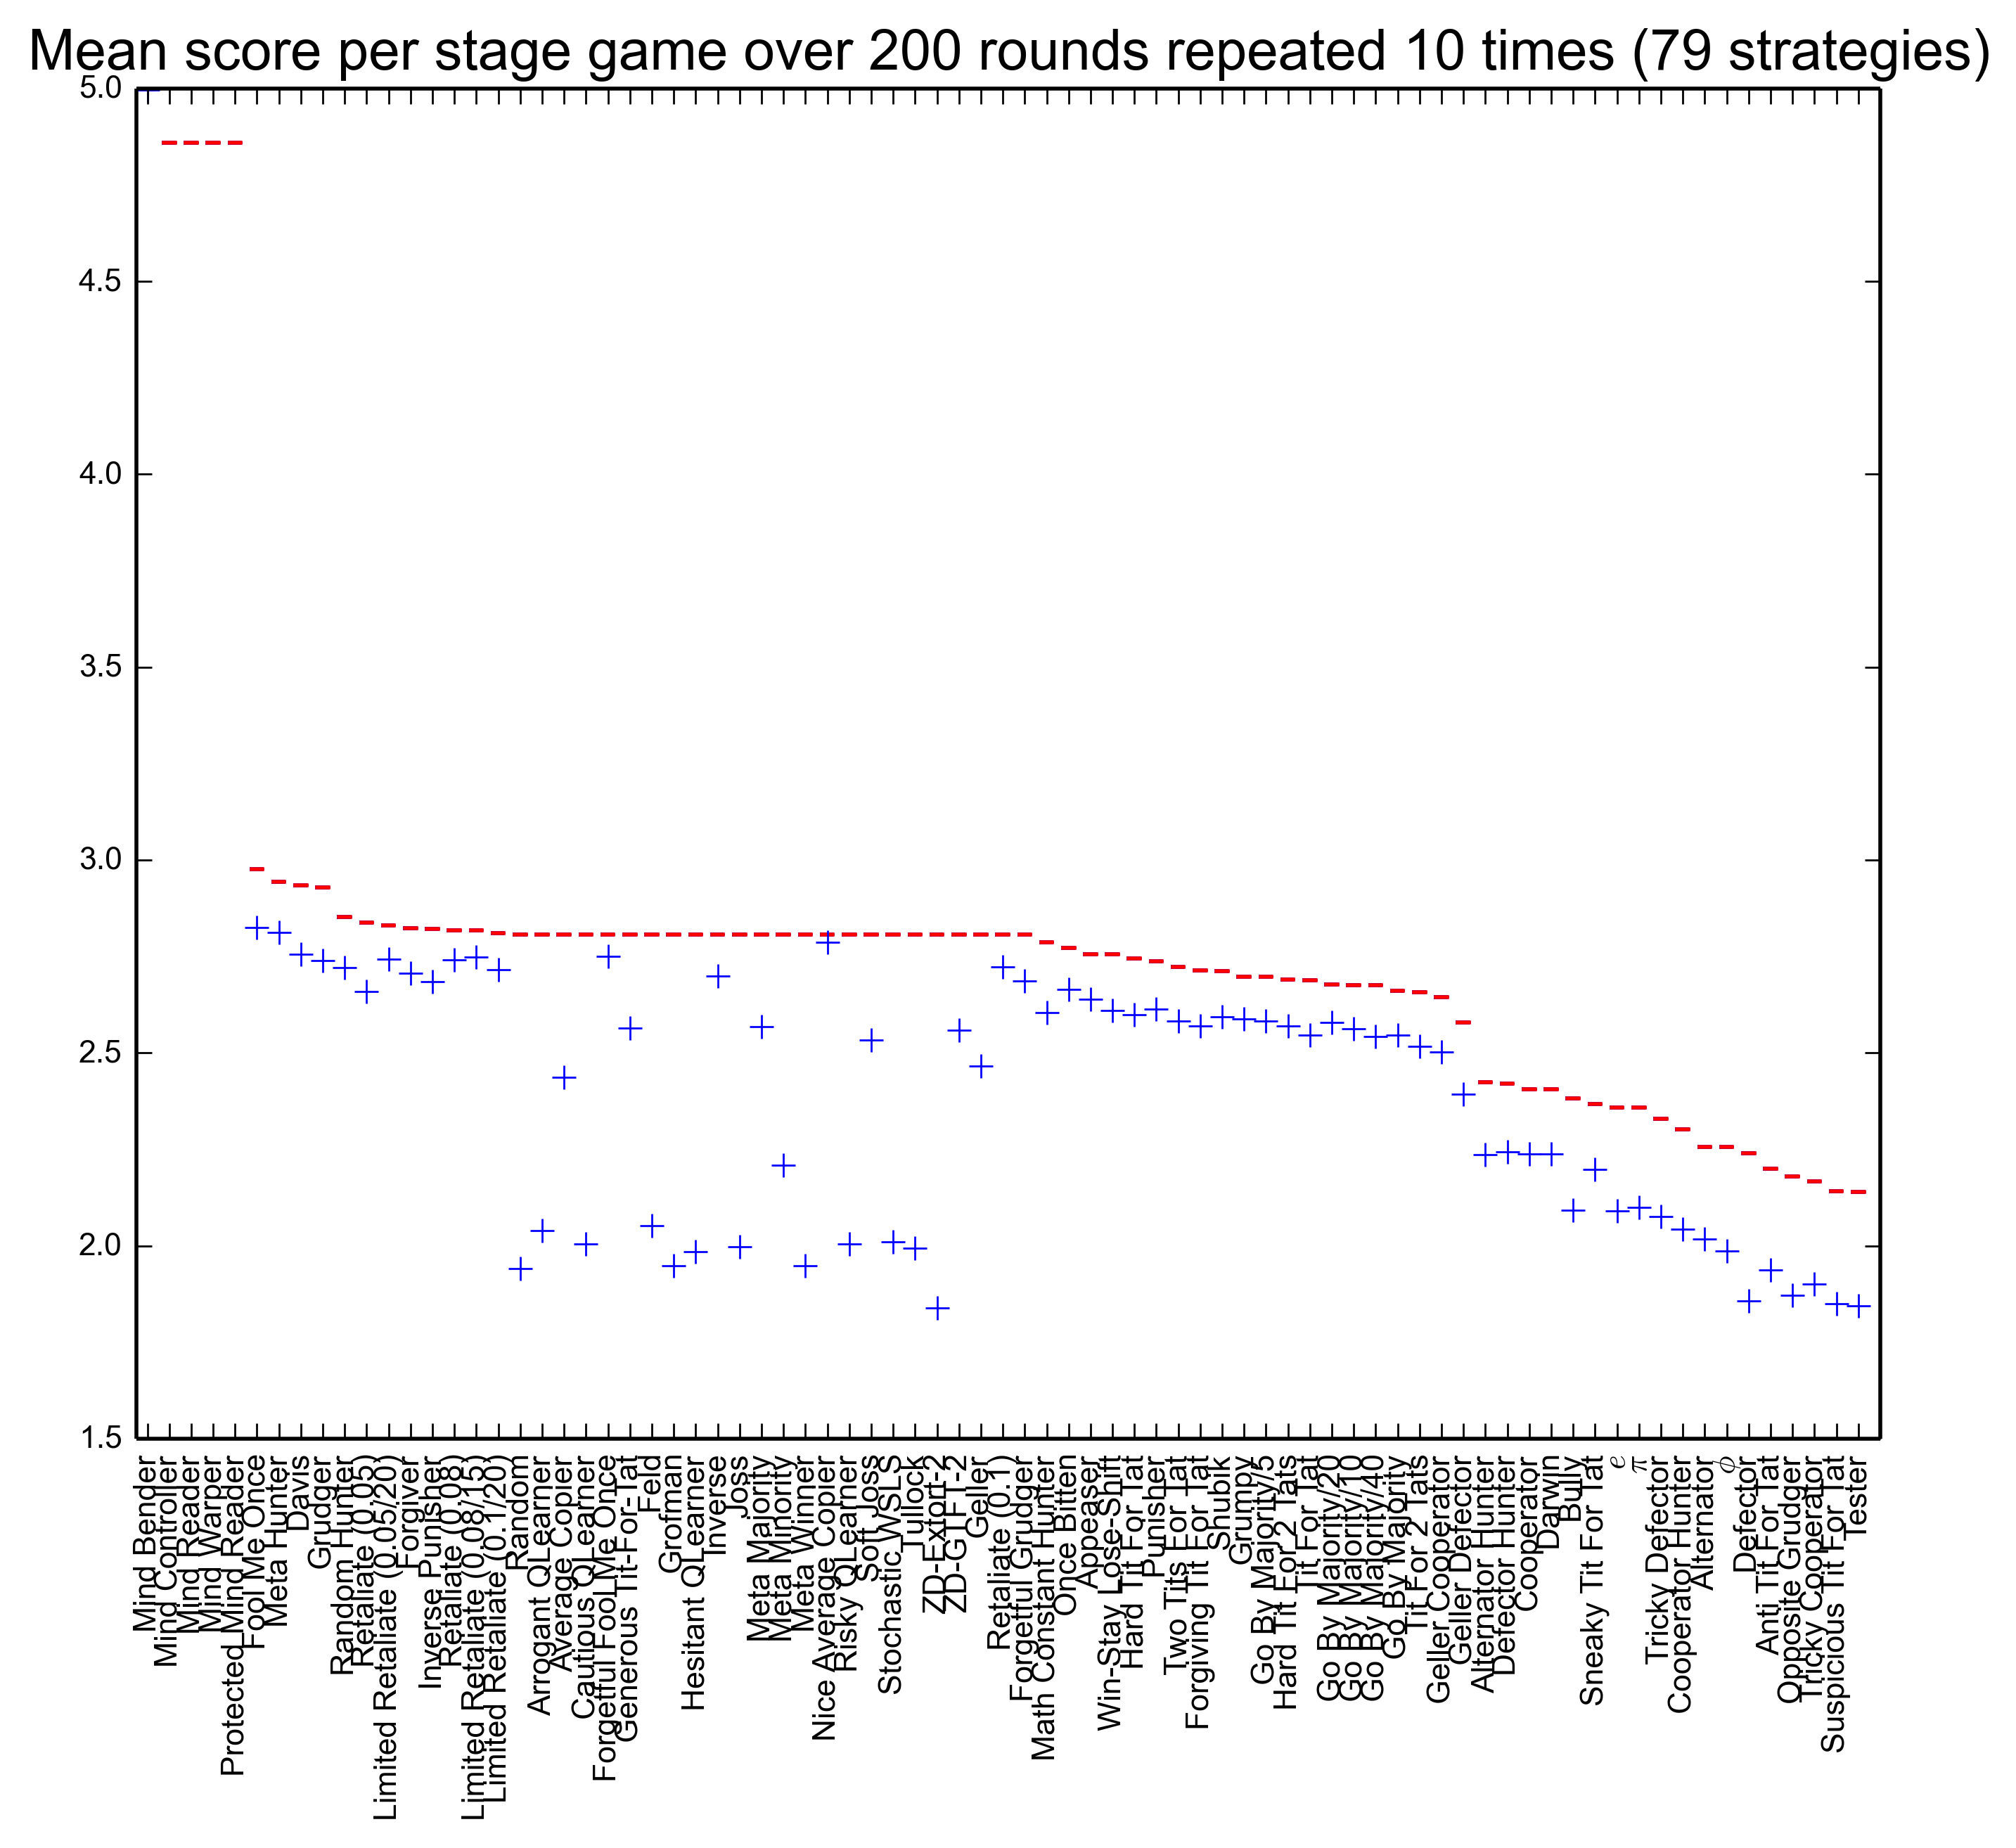 Mean score per stage game over 200 rounds repeated 10 times (79 strategies)
5.0
4.5
4.0
3.5
3.0
2.5
2.0
1.5
Mind Bender
Mind Controller
Mind Reader
Mind Warper
Protected Mind Reader
Fool Me Once
Meta Hunter
Davis
Grudger
Random Hunter
Retaliate (0.05)
Limited Retaliate (0.05/20)
Forgiver
Inverse Punisher
Retaliate (0.08)
Limited Retaliate (0.08/15)
Limited Retaliate (0.1/20)
Random
Arrogant QLearner
Average Copier
Cautious QLearner
Forgetful Fool Me Once
Generous Tit-For-Tat
Feld
Grofman
Hesitant QLearner
Inverse
Joss
Meta Majority
Meta Minority
Meta Winner
Nice Average Copier
Risky QLearner
Soft Joss
Stochastic WSLS
Tullock
ZD-Extort-2
ZD-GTFT-2
Geller
Retaliate (0.1)
Forgetful Grudger
Math Constant Hunter
Once Bitten
Appeaser
Win-Stay Lose-Shift
Hard Tit For Tat
Punisher
Two Tits For Tat
Forgiving Tit For Tat
Shubik
Grumpy
Go By Majority/5
Hard Tit For 2 Tats
Tit For Tat
Go By Majority/20
Go By Majority/10
Go By Majority/40
Go By Majority
Tit For 2 Tats
Geller Cooperator
Geller Defector
Alternator Hunter
Defector Hunter
Cooperator
Darwin
Bully
Sneaky Tit For Tat
e
π
Tricky Defector
Cooperator Hunter
Alternator
ϕ
Defector
Anti Tit For Tat
Opposite Grudger
Tricky Cooperator
Suspicious Tit For Tat
Tester